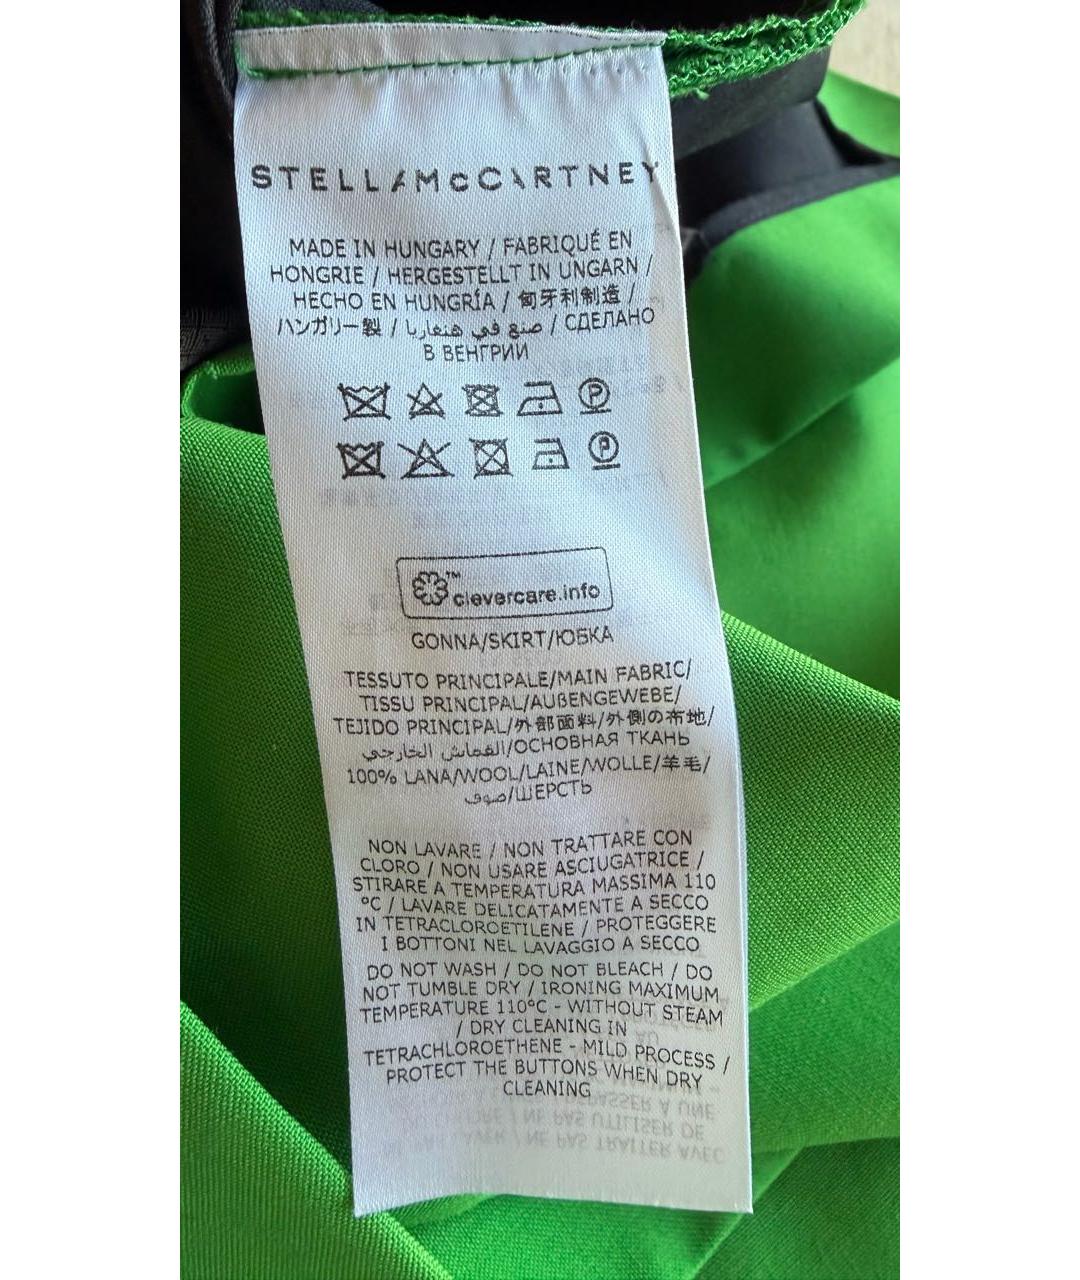 STELLAMcCARTNEY
MADE IN HUNGARY / FABRIQUÉ EN
HONGRIE / HERGESTELLT IN UNGARN /
HECHO EN HUNGRÍA / 匈牙利制造 /
ハンガリー製 / صنع في هنغاريا / СДЕЛАНО
В ВЕНГРИИ
P
P
™
clevercare.info
GONNA/SKIRT/ЮБКА
TESSUTO PRINCIPALE/MAIN FABRIC/
TISSU PRINCIPAL/AUßENGEWEBE/
TEJIDO PRINCIPAL/外部面料/外側の布地/
القماش الخارجي/ОСНОВНАЯ ТКАНЬ
100% LANA/WOOL/LAINE/WOLLE/羊毛/
صوف/ШЕРСТЬ
NON LAVARE / NON TRATTARE CON
CLORO / NON USARE ASCIUGATRICE /
STIRARE A TEMPERATURA MASSIMA 110
°C / LAVARE DELICATAMENTE A SECCO
IN TETRACLOROETILENE / PROTEGGERE
I BOTTONI NEL LAVAGGIO A SECCO
DO NOT WASH / DO NOT BLEACH / DO
NOT TUMBLE DRY / IRONING MAXIMUM
TEMPERATURE 110°C - WITHOUT STEAM
/ DRY CLEANING IN
TETRACHLOROETHENE - MILD PROCESS /
PROTECT THE BUTTONS WHEN DRY
CLEANING